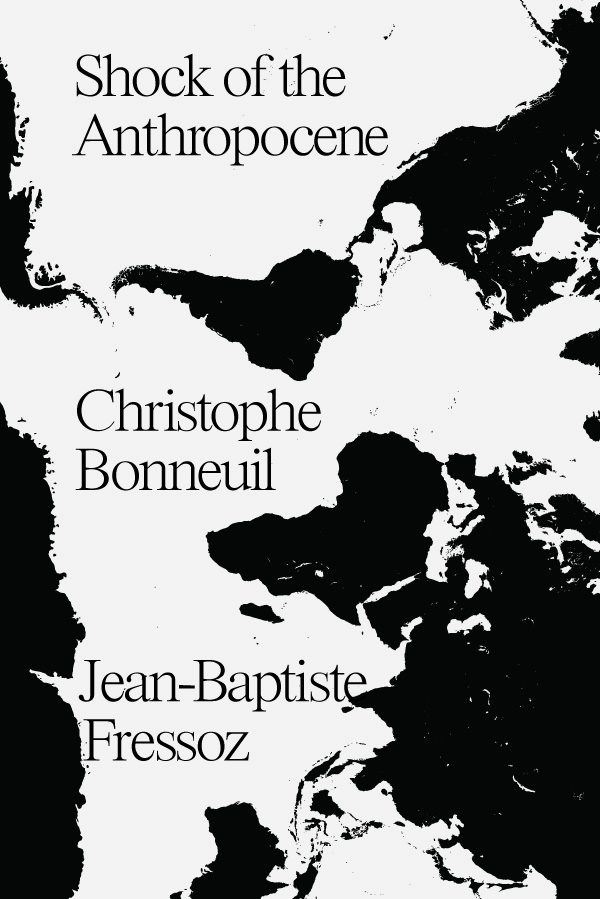 Shock of the
Anthropocene
Christophe
Bonneuil
Jean-Baptiste
Fressoz